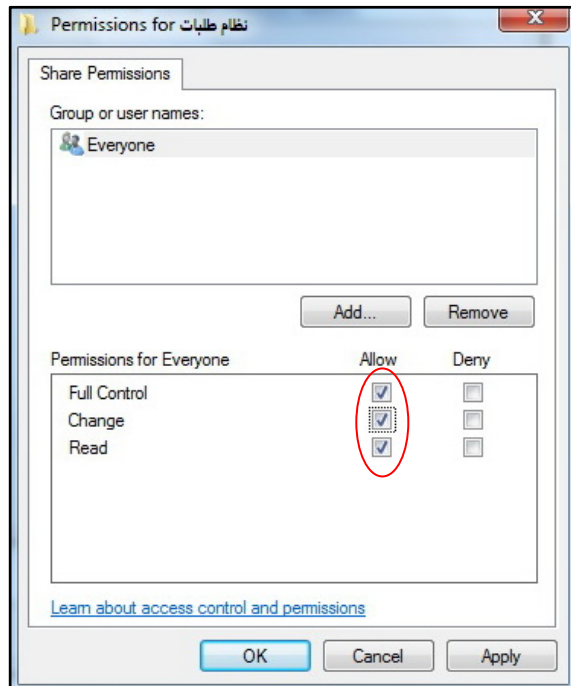 Permissions for نظام طلبات
Share Permissions
Group or user names:
Everyone
Add... Remove
Permissions for Everyone Allow Deny
Full Control
Change
Read
Learn about access control and permissions
OK Cancel Apply